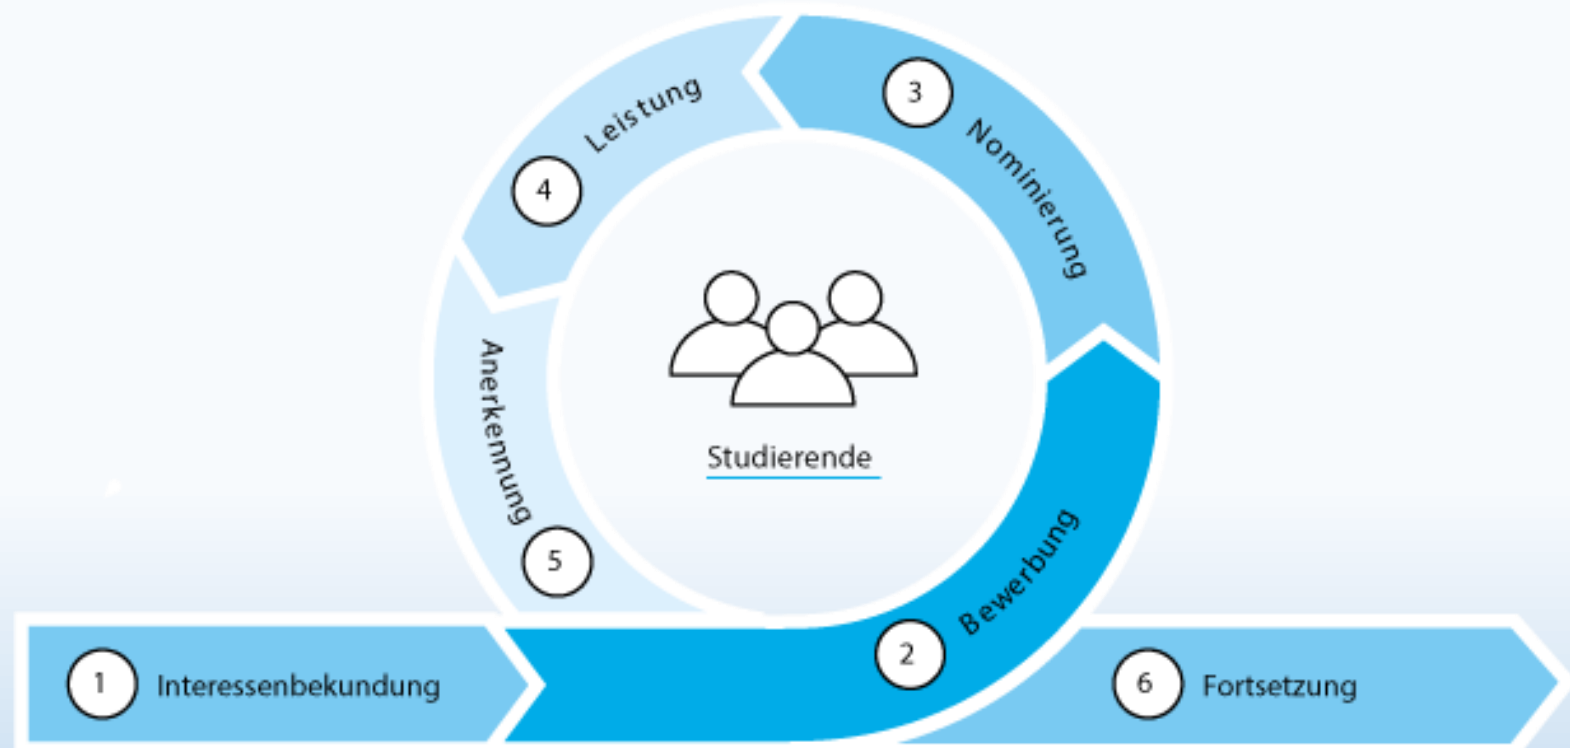 1 Interessenbekundung
2 Bewerbung
3 Nominierung
4 Leistung
5 Anerkennung
6 Fortsetzung
Studierende